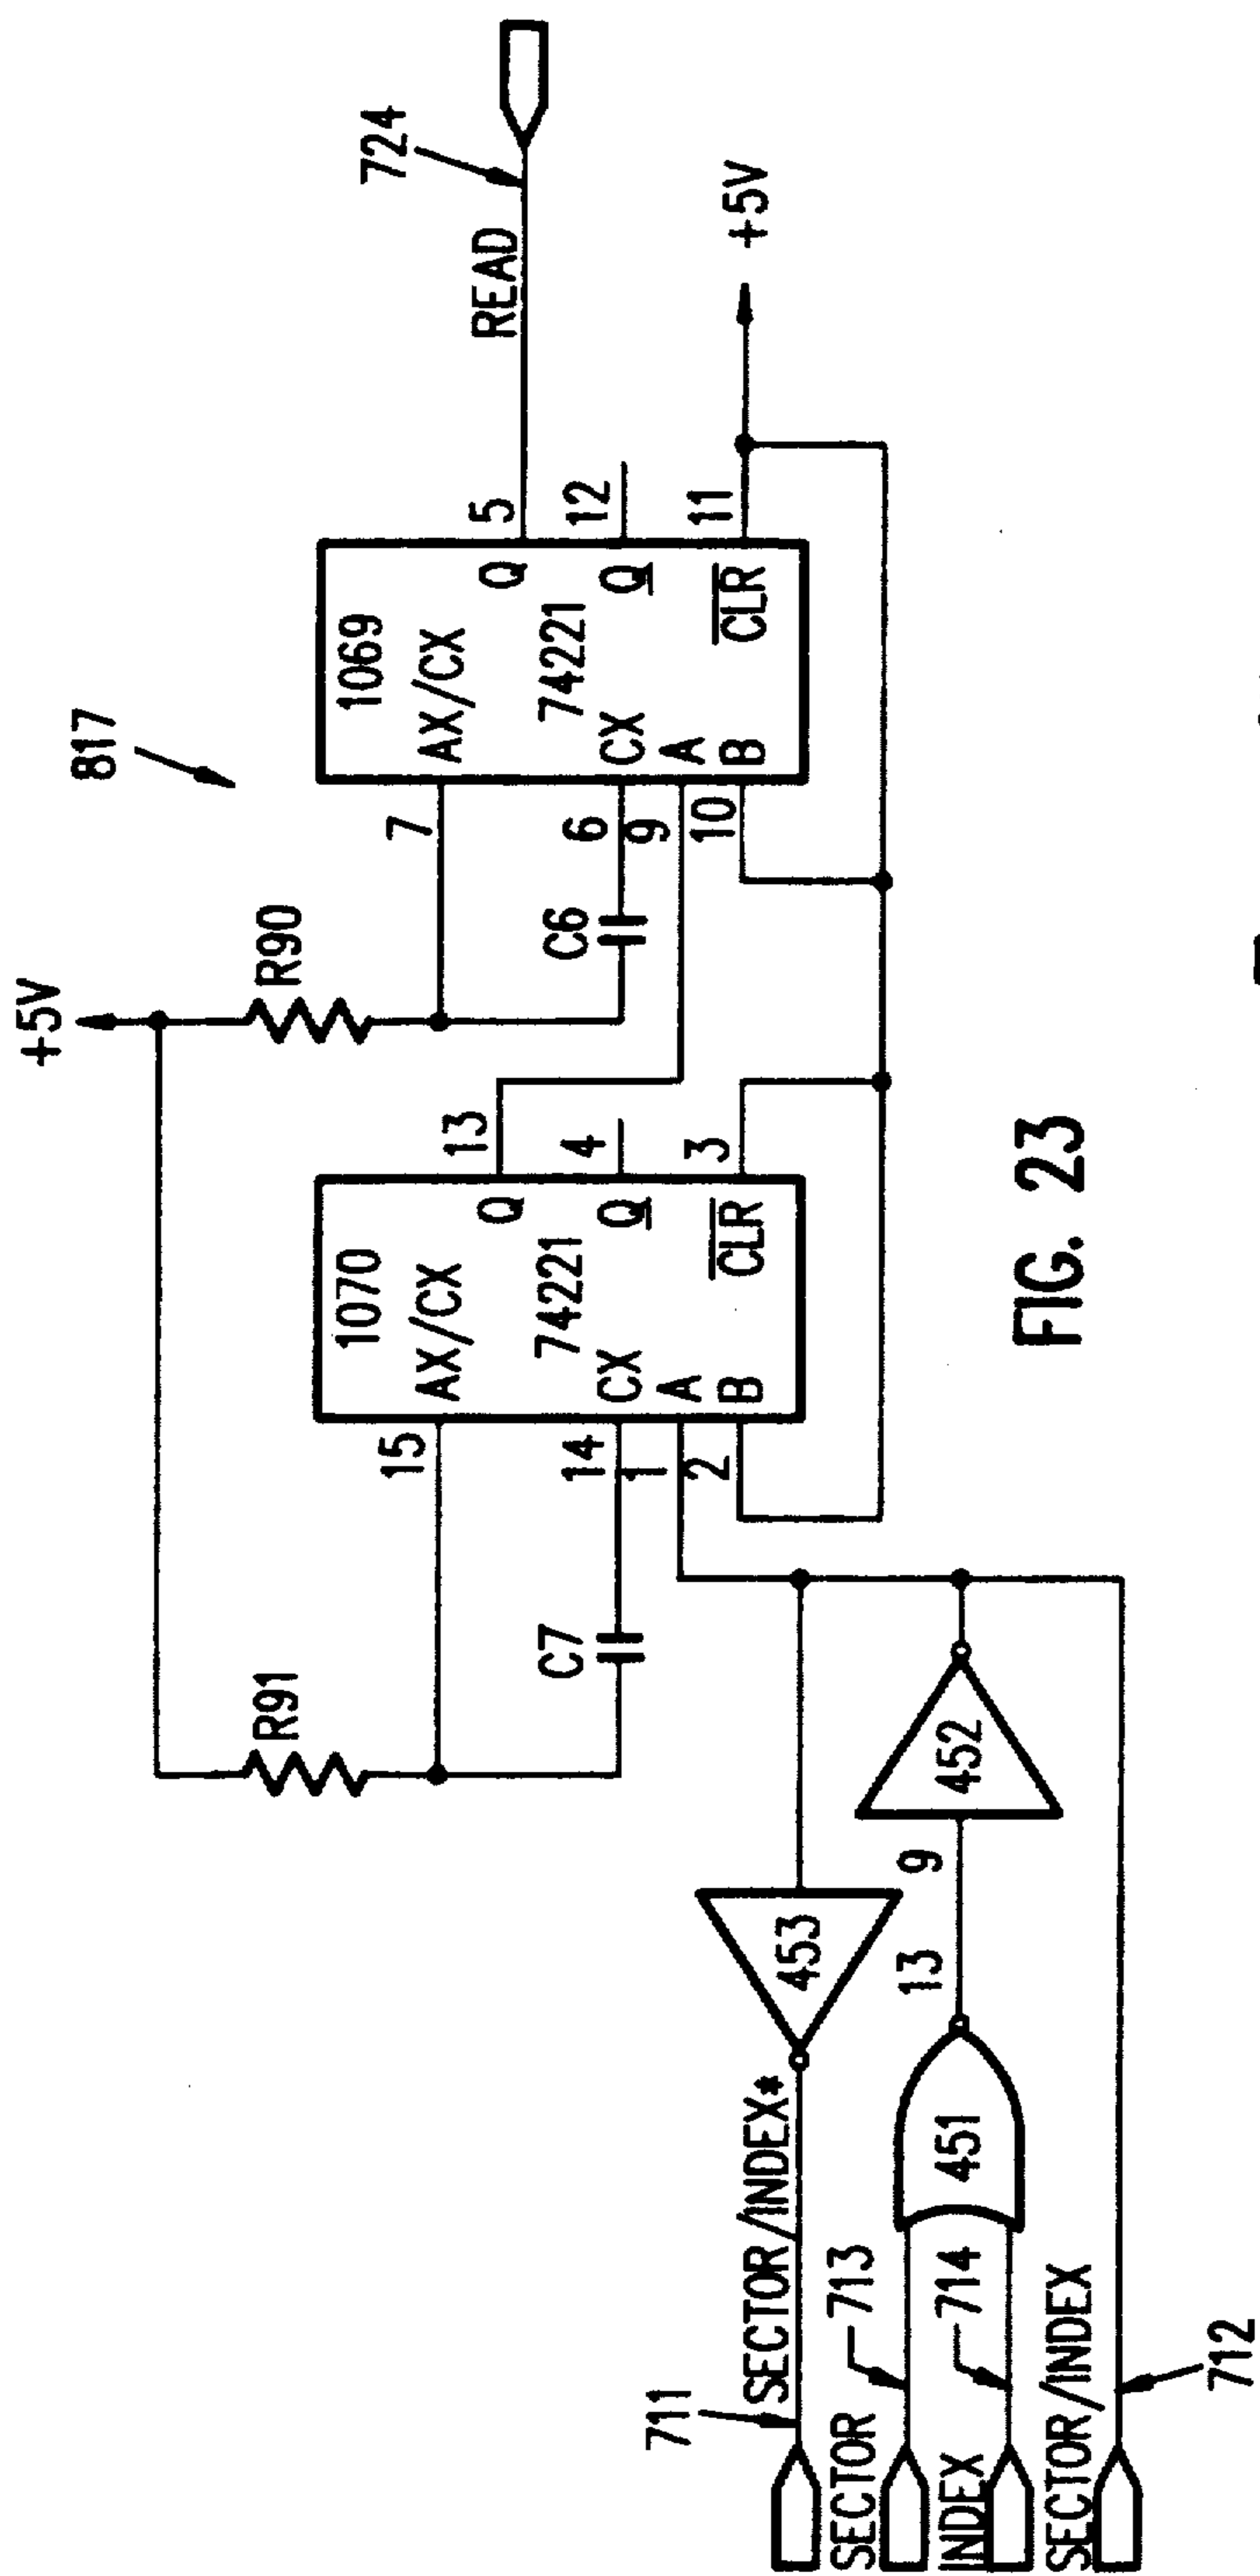 817
+5V
R91
R90
1070
AX/CX
74221
CX
A
B
Q
Q
CLR
15
14
1
2
13
4
3
C7
1069
AX/CX
74221
CX
A
B
Q
Q
CLR
7
6
9
10
5
12
11
C6
READ
724
+5V
711
SECTOR/INDEX*
453
SECTOR
713
451
13
9
452
INDEX
714
SECTOR/INDEX
712
FIG. 23